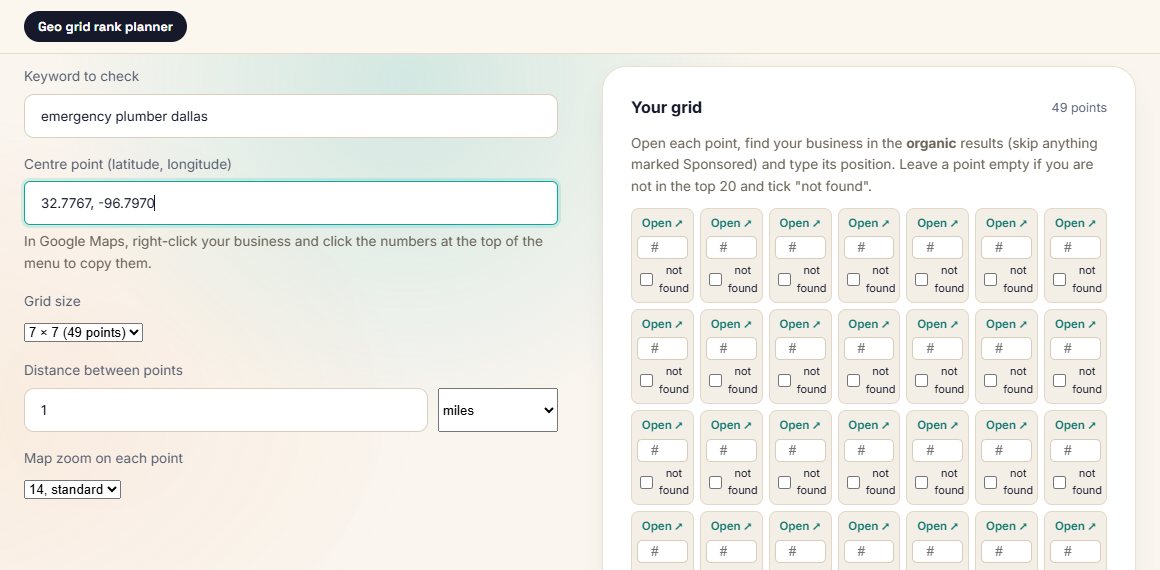 Geo grid rank planner
Keyword to check
emergency plumber dallas
Centre point (latitude, longitude)
32.7767, -96.7970
In Google Maps, right-click your business and click the numbers at the top of the
menu to copy them.
Grid size
7 × 7 (49 points)
Distance between points
1
miles
Map zoom on each point
14, standard
Your grid
49 points
Open each point, find your business in the organic results (skip anything
marked Sponsored) and type its position. Leave a point empty if you are
not in the top 20 and tick "not found".
Open ↗ Open ↗ Open ↗ Open ↗ Open ↗ Open ↗ Open ↗
# # # # # # #
not not not not not not not
found found found found found found found
Open ↗ Open ↗ Open ↗ Open ↗ Open ↗ Open ↗ Open ↗
# # # # # # #
not not not not not not not
found found found found found found found
Open ↗ Open ↗ Open ↗ Open ↗ Open ↗ Open ↗ Open ↗
# # # # # # #
not not not not not not not
found found found found found found found
Open ↗ Open ↗ Open ↗ Open ↗ Open ↗ Open ↗ Open ↗
# # # # # # #